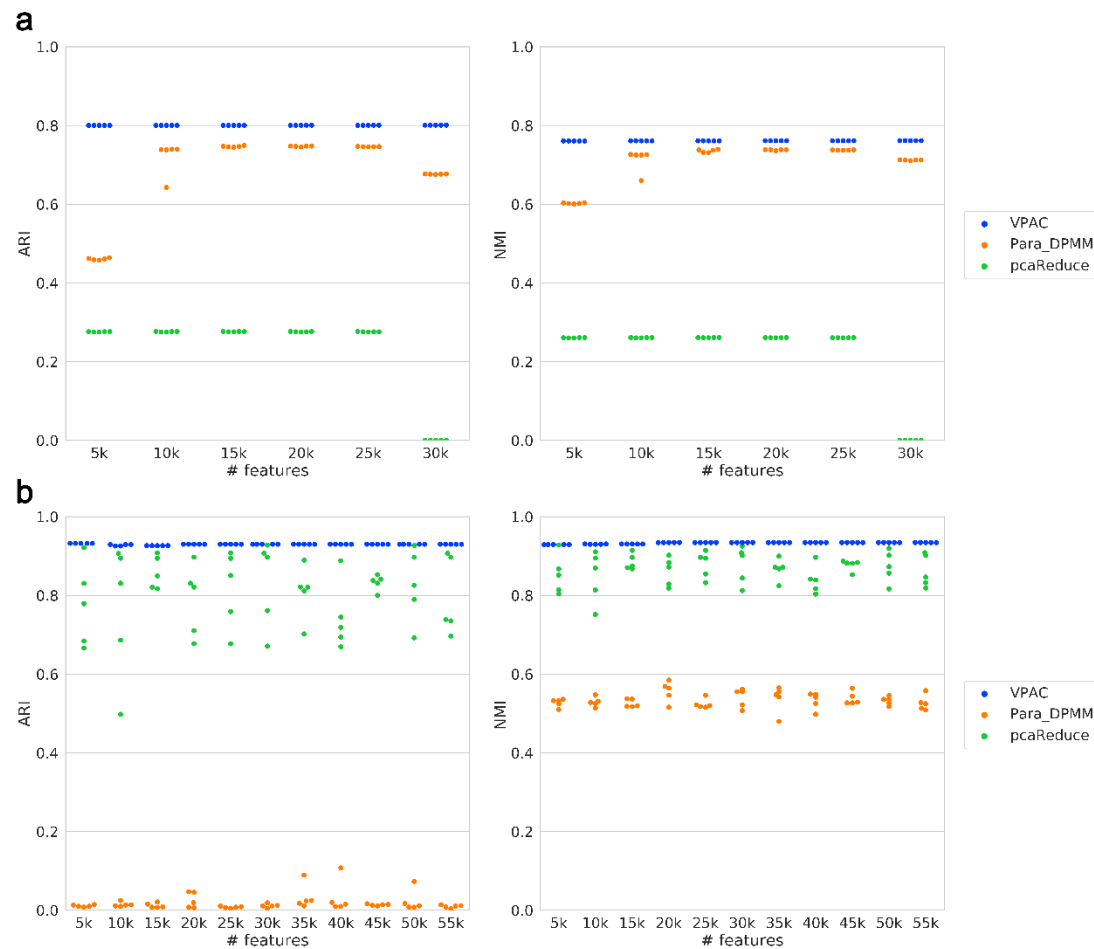 a
1.0
0.8
0.6
0.4
0.2
0.0
ARI
5k 10k 15k 20k 25k 30k
# features
1.0
0.8
0.6
0.4
0.2
0.0
NMI
5k 10k 15k 20k 25k 30k
# features
VPAC
Para_DPMM
pcaReduce
b
1.0
0.8
0.6
0.4
0.2
0.0
ARI
5k 10k 15k 20k 25k 30k 35k 40k 45k 50k 55k
# features
1.0
0.8
0.6
0.4
0.2
0.0
NMI
5k 10k 15k 20k 25k 30k 35k 40k 45k 50k 55k
# features
VPAC
Para_DPMM
pcaReduce